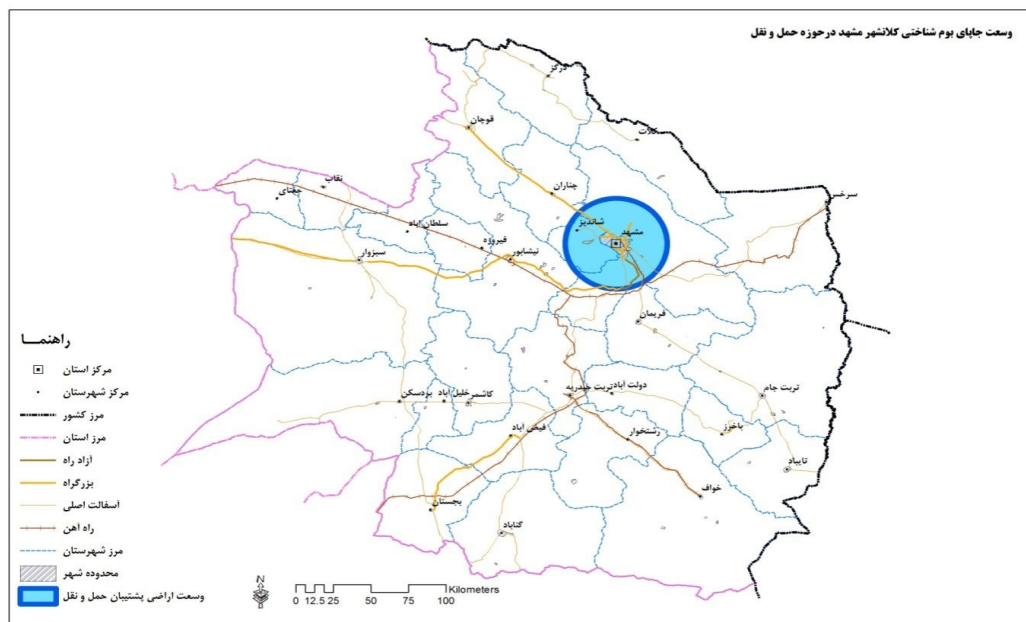 وسعت جاپای بوم شناختی کلانشهر مشهد درحوزه حمل و نقل
درگز
کلات
قوچان
سرخس
چناران
نقاب
جغتای
شاندیز
مشهد
سلطان آباد
فیروزه
نیشابور
سبزوار
فریمان
بردسکن
خلیل آباد
کاشمر
تربت حیدریه
دولت آباد
تربت جام
فیض آباد
رشتخوار
باخرز
تایباد
خواف
بجستان
گناباد
راهنمــا
مرکز استان
مرکز شهرستان
مرز کشور
مرز استان
آزاد راه
بزرگراه
آسفالت اصلی
راه آهن
مرز شهرستان
محدوده شهر
وسعت اراضی پشتیبان حمل و نقل
N
0 12.5 25 50 75 100 Kilometers